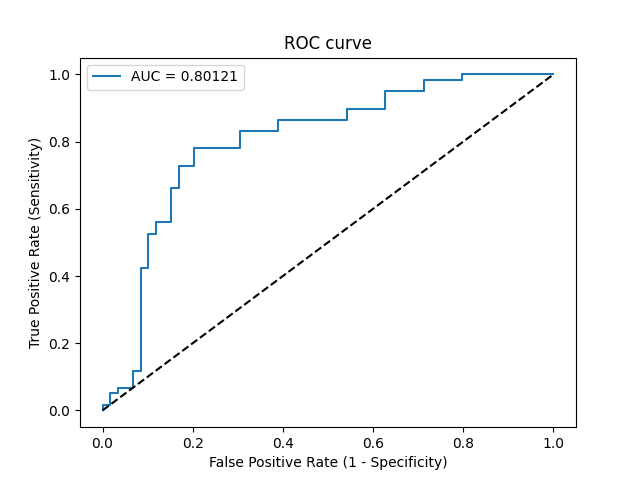 ROC curve
AUC = 0.80121
True Positive Rate (Sensitivity)
1.0
0.8
0.6
0.4
0.2
0.0
0.0 0.2 0.4 0.6 0.8 1.0
False Positive Rate (1 - Specificity)